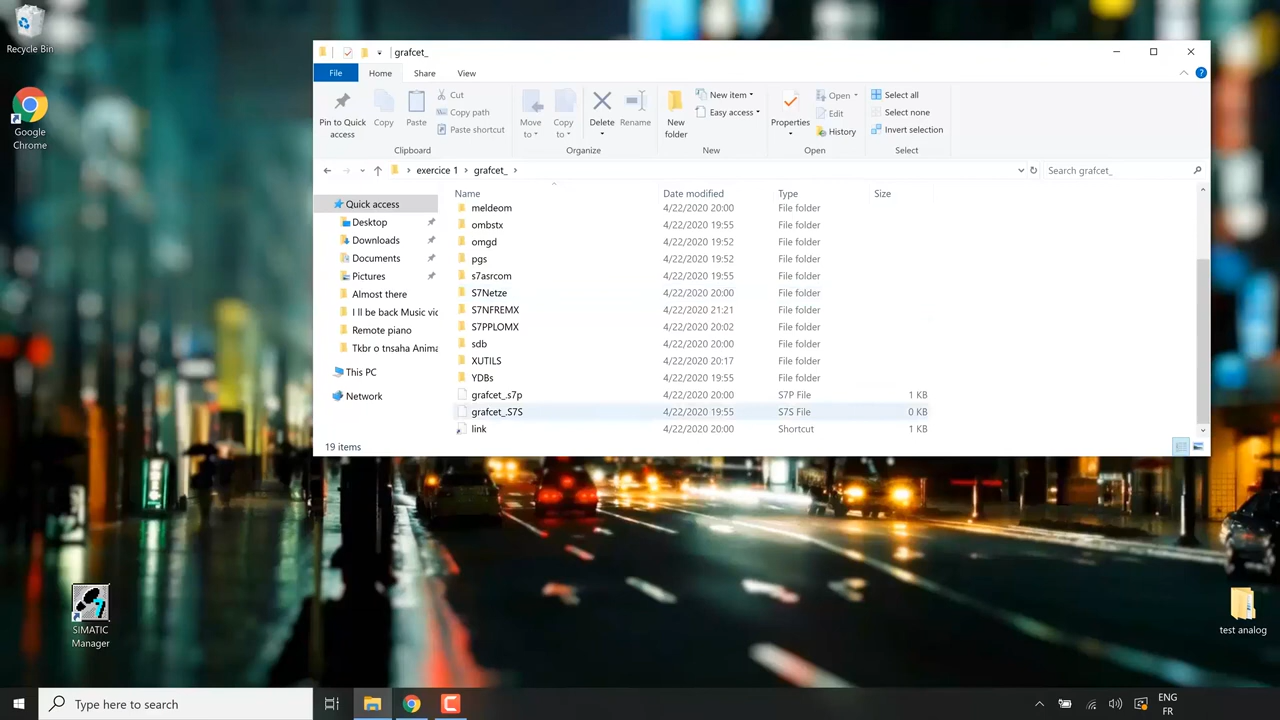 Recycle Bin
Google
Chrome
SIMATIC
Manager
test analog
grafcet_
File
Home
Share
View
Pin to Quick
access
Copy
Paste
Cut
Copy path
Paste shortcut
Clipboard
Move
to
Copy
to
Delete
Rename
Organize
New
folder
New item
Easy access
New
Properties
Open
Edit
History
Open
Select all
Select none
Invert selection
Select
exercice 1
grafcet_
Search grafcet_
Quick access
Desktop
Downloads
Documents
Pictures
Almost there
I ll be back Music vid
Remote piano
Tkbr o tnsaha Anima
This PC
Network
Name Date modified Type Size
meldeom 4/22/2020 20:00 File folder
ombstx 4/22/2020 19:55 File folder
omgd 4/22/2020 19:52 File folder
pgs 4/22/2020 19:52 File folder
s7asrcom 4/22/2020 19:55 File folder
S7Netze 4/22/2020 20:00 File folder
S7NFREMX 4/22/2020 21:21 File folder
S7PPLOMX 4/22/2020 20:02 File folder
sdb 4/22/2020 20:00 File folder
XUTILS 4/22/2020 20:17 File folder
YDBs 4/22/2020 19:55 File folder
grafcet_.s7p 4/22/2020 20:00 S7P File 1 KB
grafcet_.S7S 4/22/2020 19:55 S7S File 0 KB
link 4/22/2020 20:00 Shortcut 1 KB
19 items
Type here to search
ENG
FR